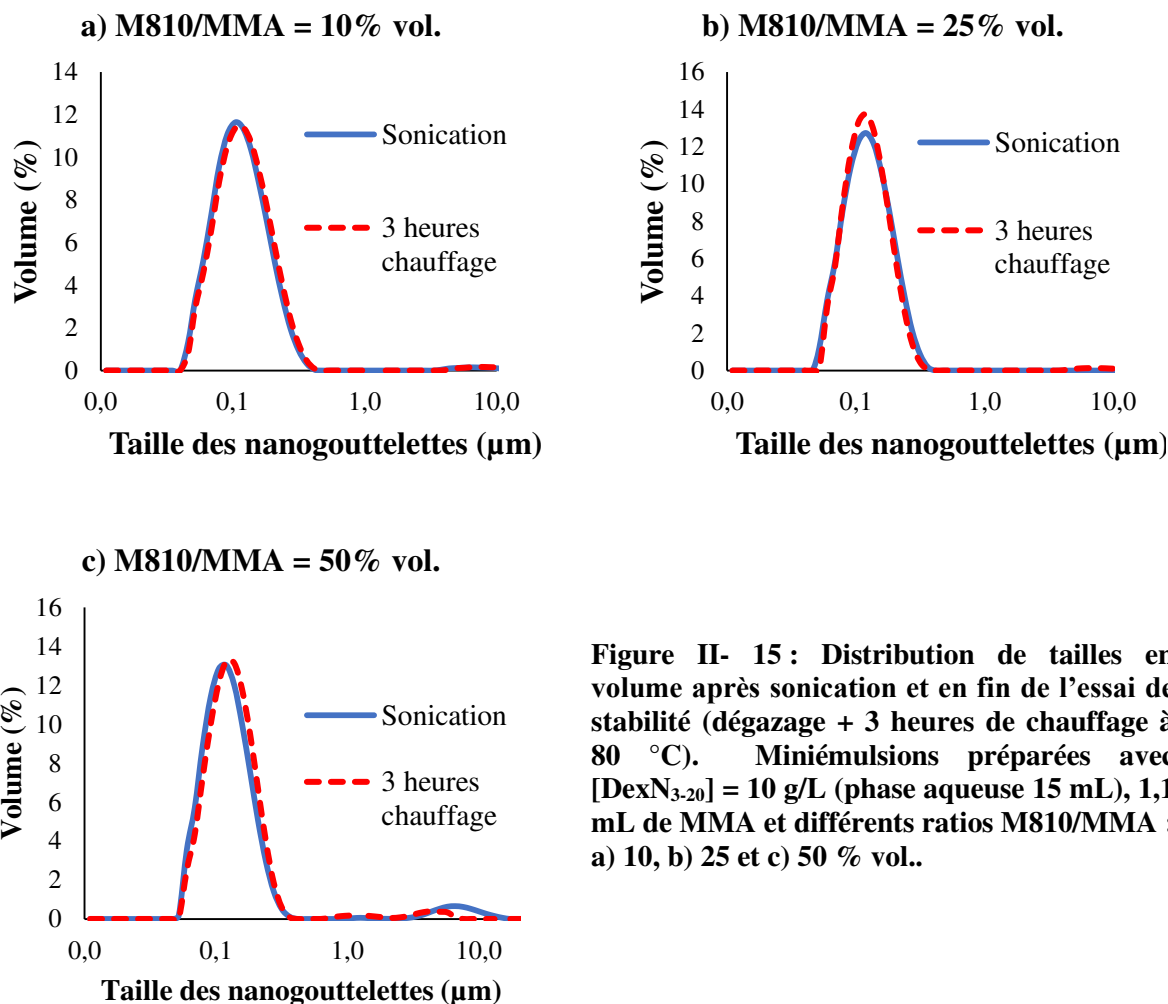 a) M810/MMA = 10% vol.
14
12
10
8
6
4
2
0
Volume (%)
Sonication
3 heures
chauffage
0,0 0,1 1,0 10,0
Taille des nanogouttelettes (µm)
b) M810/MMA = 25% vol.
16
14
12
10
8
6
4
2
0
Volume (%)
Sonication
3 heures
chauffage
0,0 0,1 1,0 10,0
Taille des nanogouttelettes (µm)
c) M810/MMA = 50% vol.
16
14
12
10
8
6
4
2
0
Volume (%)
Sonication
3 heures
chauffage
0,0 0,1 1,0 10,0
Taille des nanogouttelettes (µm)
Figure II- 15 : Distribution de tailles en
volume après sonication et en fin de l’essai de
stabilité (dégazage + 3 heures de chauffage à
80 °C). Miniémulsions préparées avec
[DexN3-20] = 10 g/L (phase aqueuse 15 mL), 1,1
mL de MMA et différents ratios M810/MMA :
a) 10, b) 25 et c) 50 % vol..